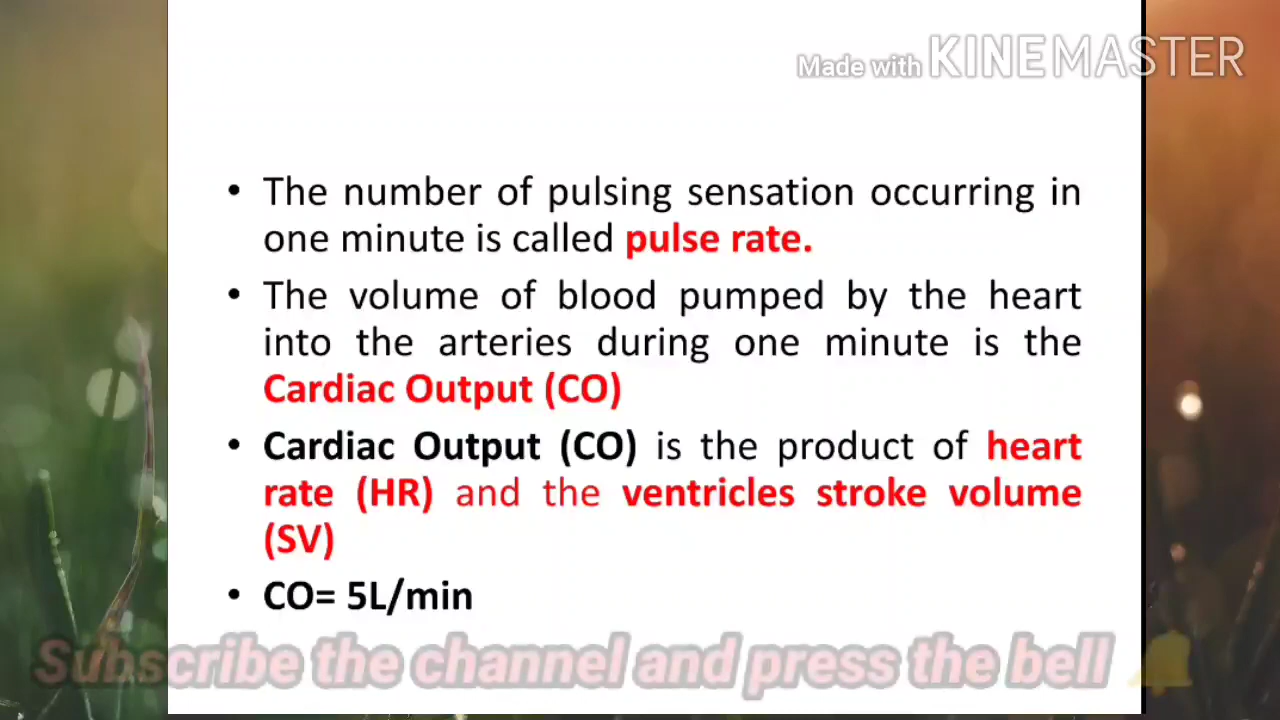 Made with KINEMASTER
• The number of pulsing sensation occurring in
one minute is called pulse rate.
• The volume of blood pumped by the heart
into the arteries during one minute is the
Cardiac Output (CO)
• Cardiac Output (CO) is the product of heart
rate (HR) and the ventricles stroke volume
(SV)
• CO= 5L/min
Subscribe the channel and press the bell